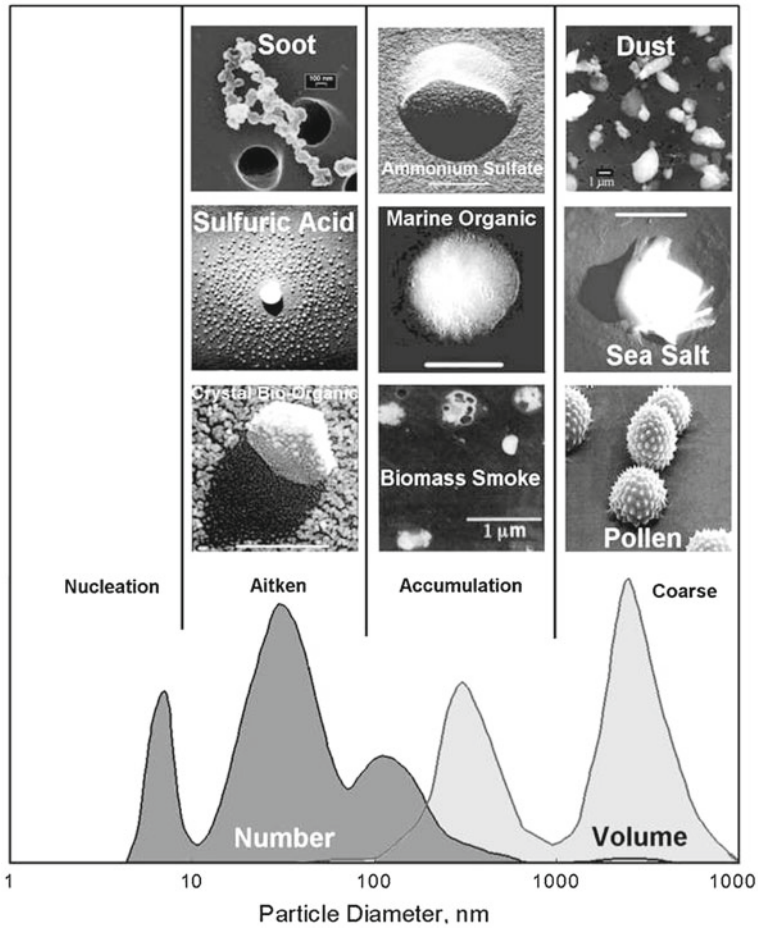 Soot
100 nm
Ammonium Sulfate
Dust
1 µm
Sulfuric Acid
Marine Organic
Sea Salt
Crystal Bio-Organic
Biomass Smoke
1 µm
Pollen
Nucleation
Aitken
Accumulation
Coarse
Number
Volume
1
10
100
1000
1000
Particle Diameter, nm